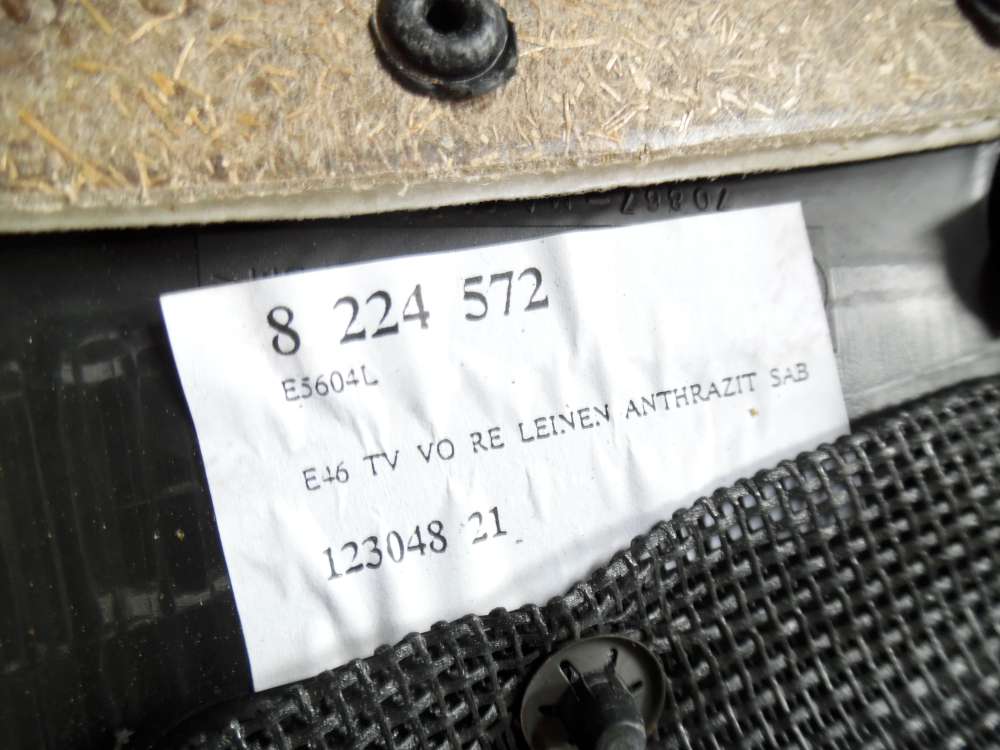 8 224 572
E5604L
E46 TV VO RE LEINEN ANTHRAZIT SAB
123048 21